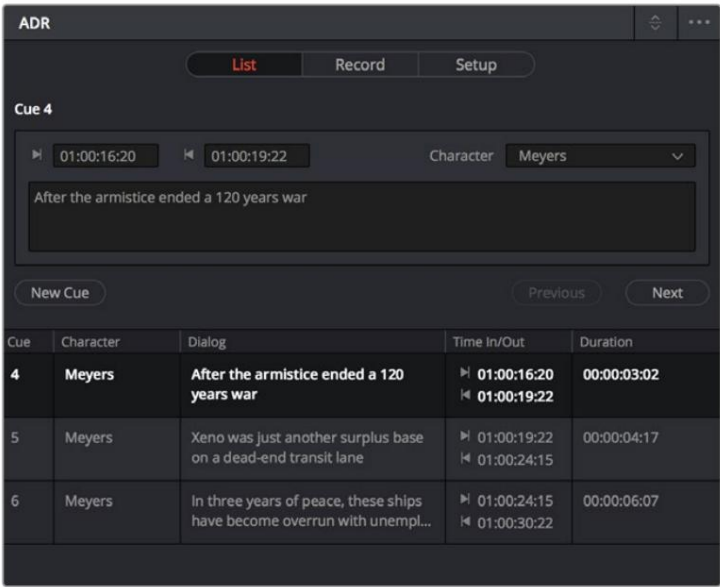 ADR
List Record Setup
Cue 4
01:00:16:20 01:00:19:22 Character Meyers
After the armistice ended a 120 years war
New Cue Previous Next
Cue Character Dialog Time In/Out Duration
4 Meyers After the armistice ended a 120 01:00:16:20 00:00:03:02
years war 01:00:19:22
5 Meyers Xeno was just another surplus base 01:00:19:22 00:00:04:17
on a dead-end transit lane 01:00:24:15
6 Meyers In three years of peace, these ships 01:00:24:15 00:00:06:07
have become overrun with unempl... 01:00:30:22